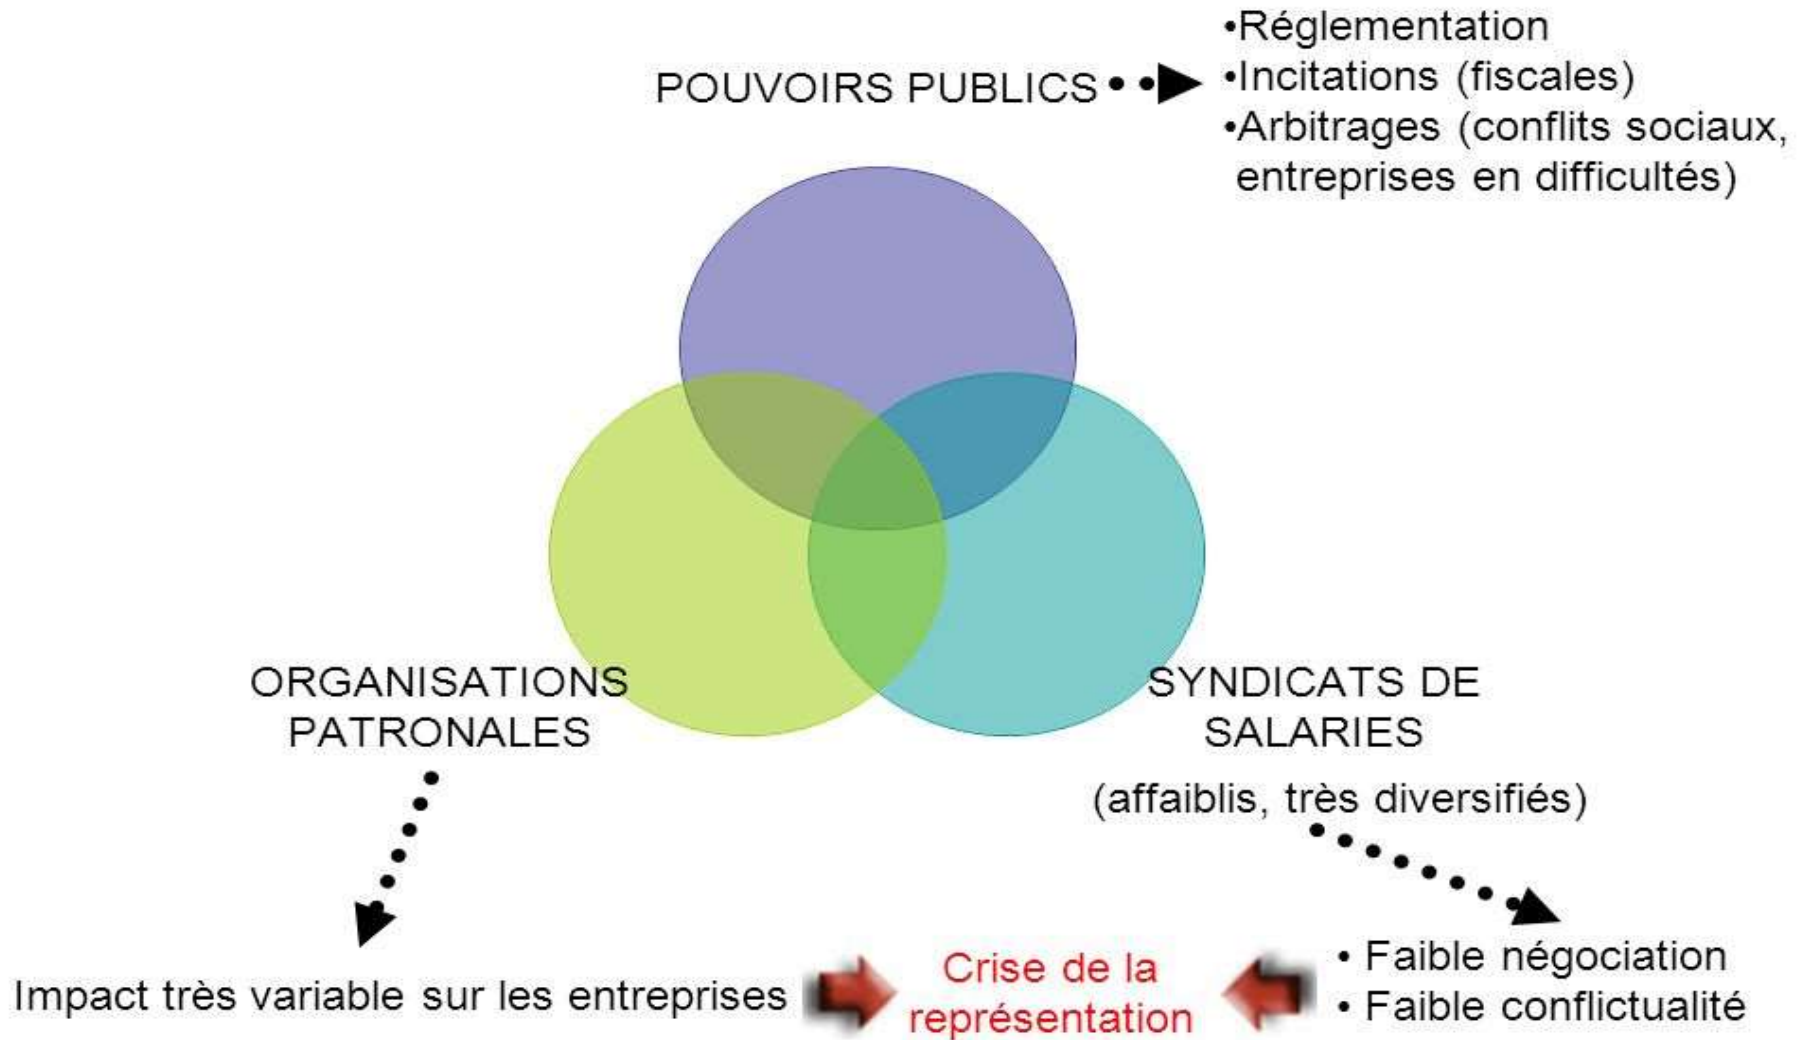 POUVOIRS PUBLICS
•Réglementation
•Incitations (fiscales)
•Arbitrages (conflits sociaux,
entreprises en difficultés)
ORGANISATIONS
PATRONALES
SYNDICATS DE
SALARIES
(affaiblis, très diversifiés)
Impact très variable sur les entreprises
Crise de la
représentation
• Faible négociation
• Faible conflictualité